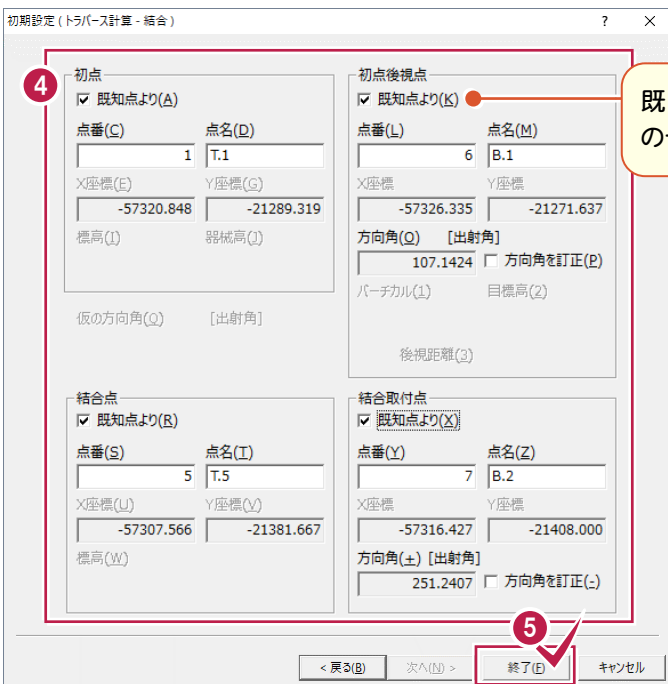 初期設定 ( トラバース計算 - 結合 ) ? ×
4
初点
既知点より(A)
点番(C) 点名(D)
1 T.1
X座標(E) Y座標(G)
-57320.848 -21289.319
標高(I) 器械高(J)
仮の方向角(Q) [出射角]
初点後視点
既知点より(K)
点番(L) 点名(M)
6 B.1
X座標 Y座標
-57326.335 -21271.637
方向角(O) [出射角]
107.1424 方向角を訂正(P)
バーチカル(1) 目標高(2)
後視距離(3)
既
の
結合点
既知点より(R)
点番(S) 点名(T)
5 T.5
X座標(U) Y座標(V)
-57307.566 -21381.667
標高(W)
結合取付点
既知点より(X)
点番(Y) 点名(Z)
7 B.2
X座標 Y座標
-57316.427 -21408.000
方向角(+) [出射角]
251.2407 方向角を訂正(-)
5
< 戻る(B) 次へ(N) > 終了(F) キャンセル